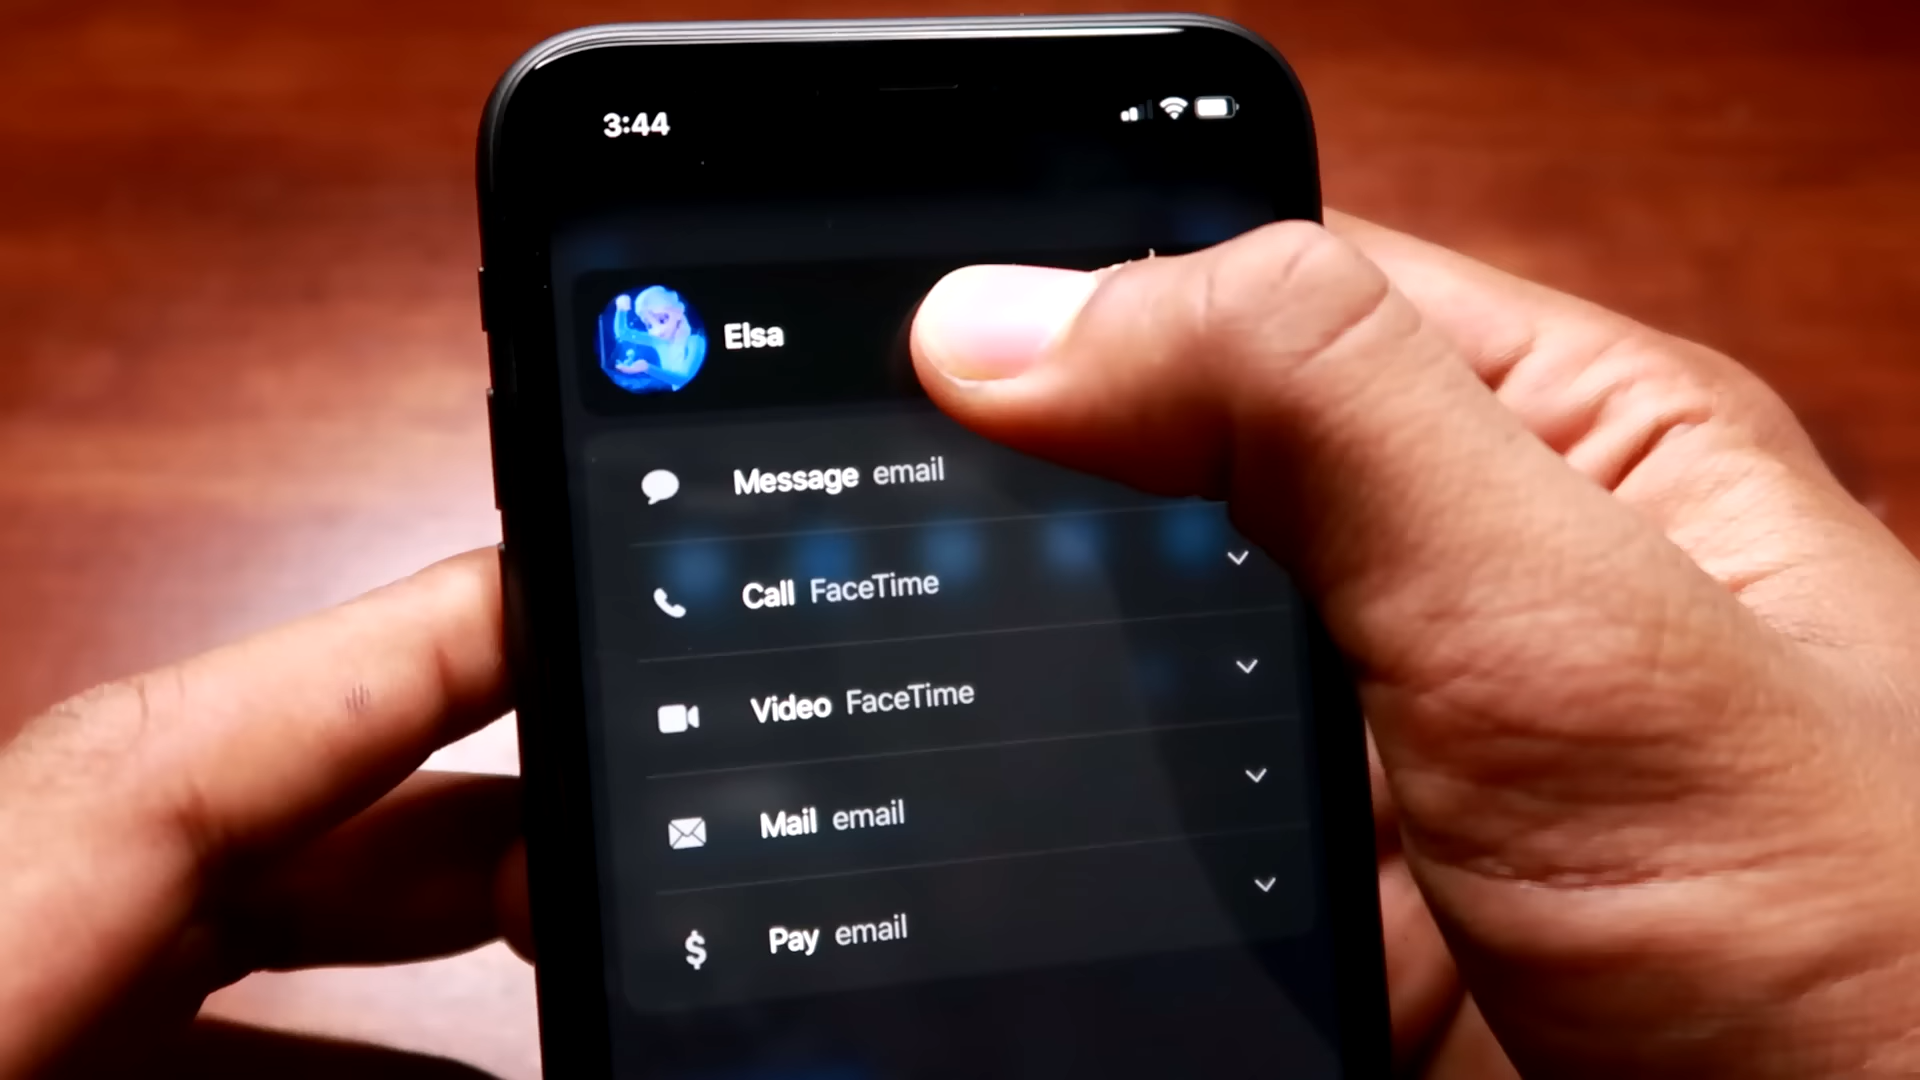 3:44
Elsa
Message email
Call FaceTime
Video FaceTime
Mail email
Pay email